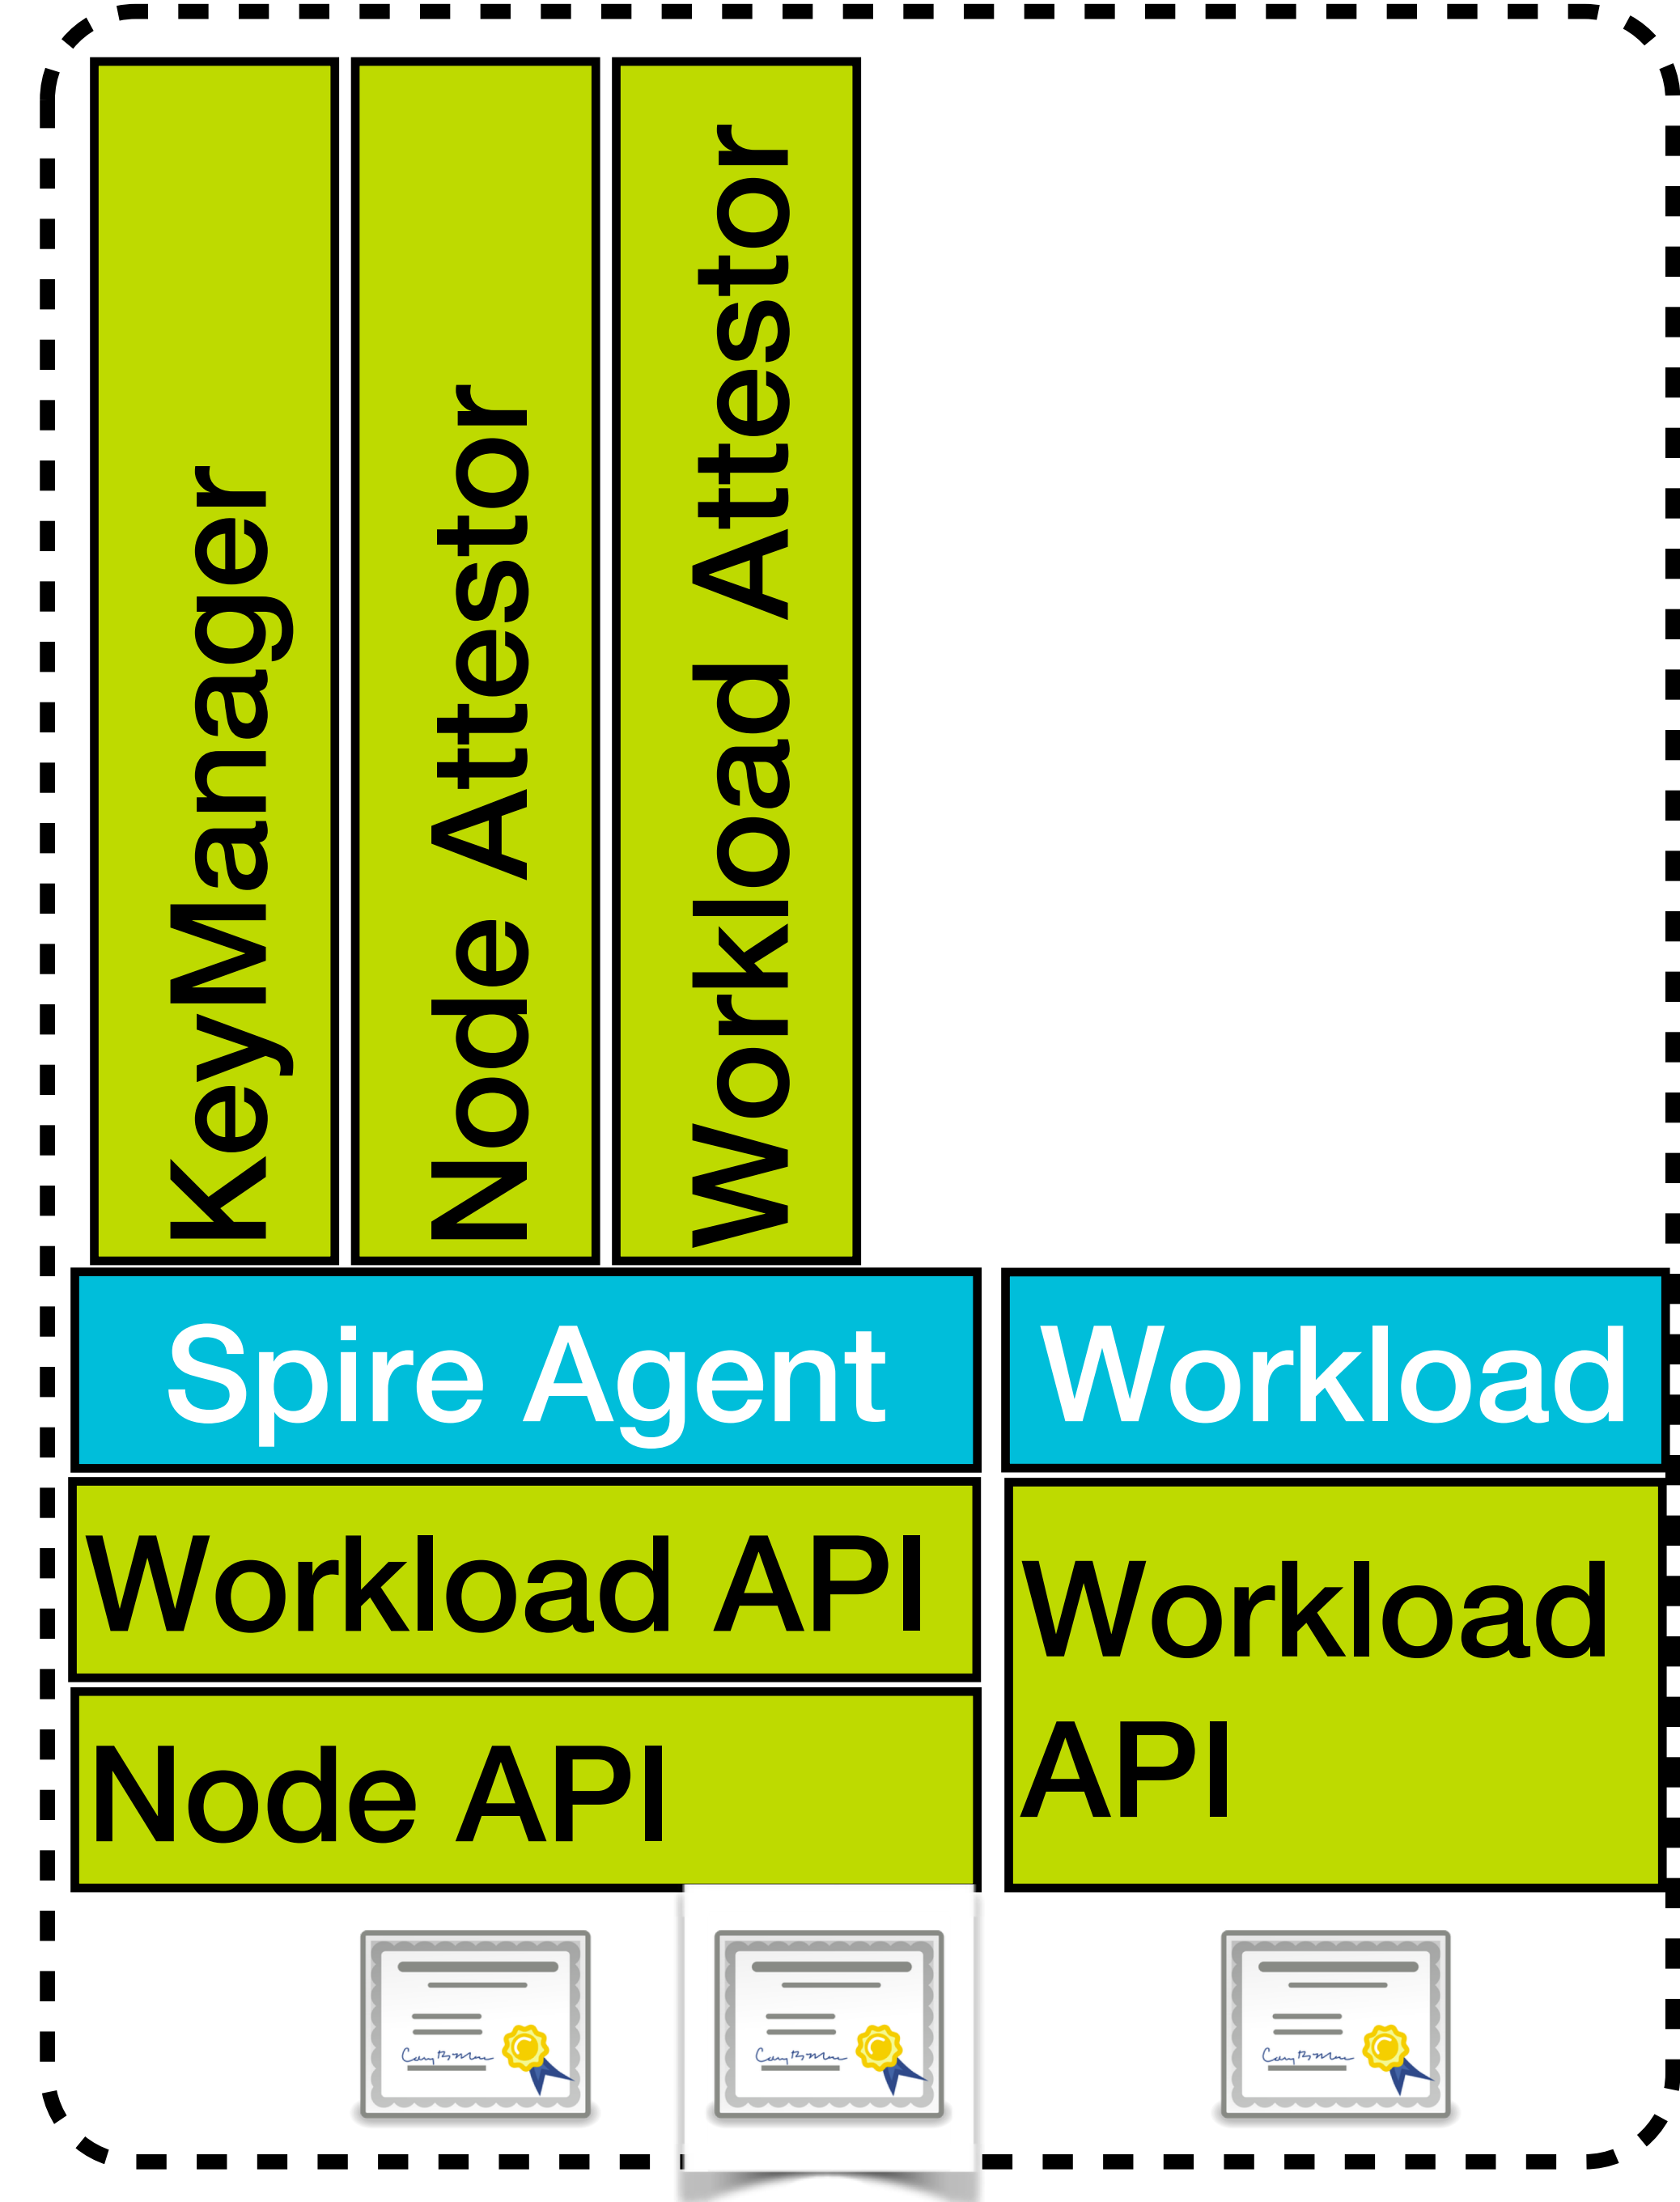 KeyManager
Node Attestor
Workload Attestor
Spire Agent
Workload
Workload API
Node API
Workload
API